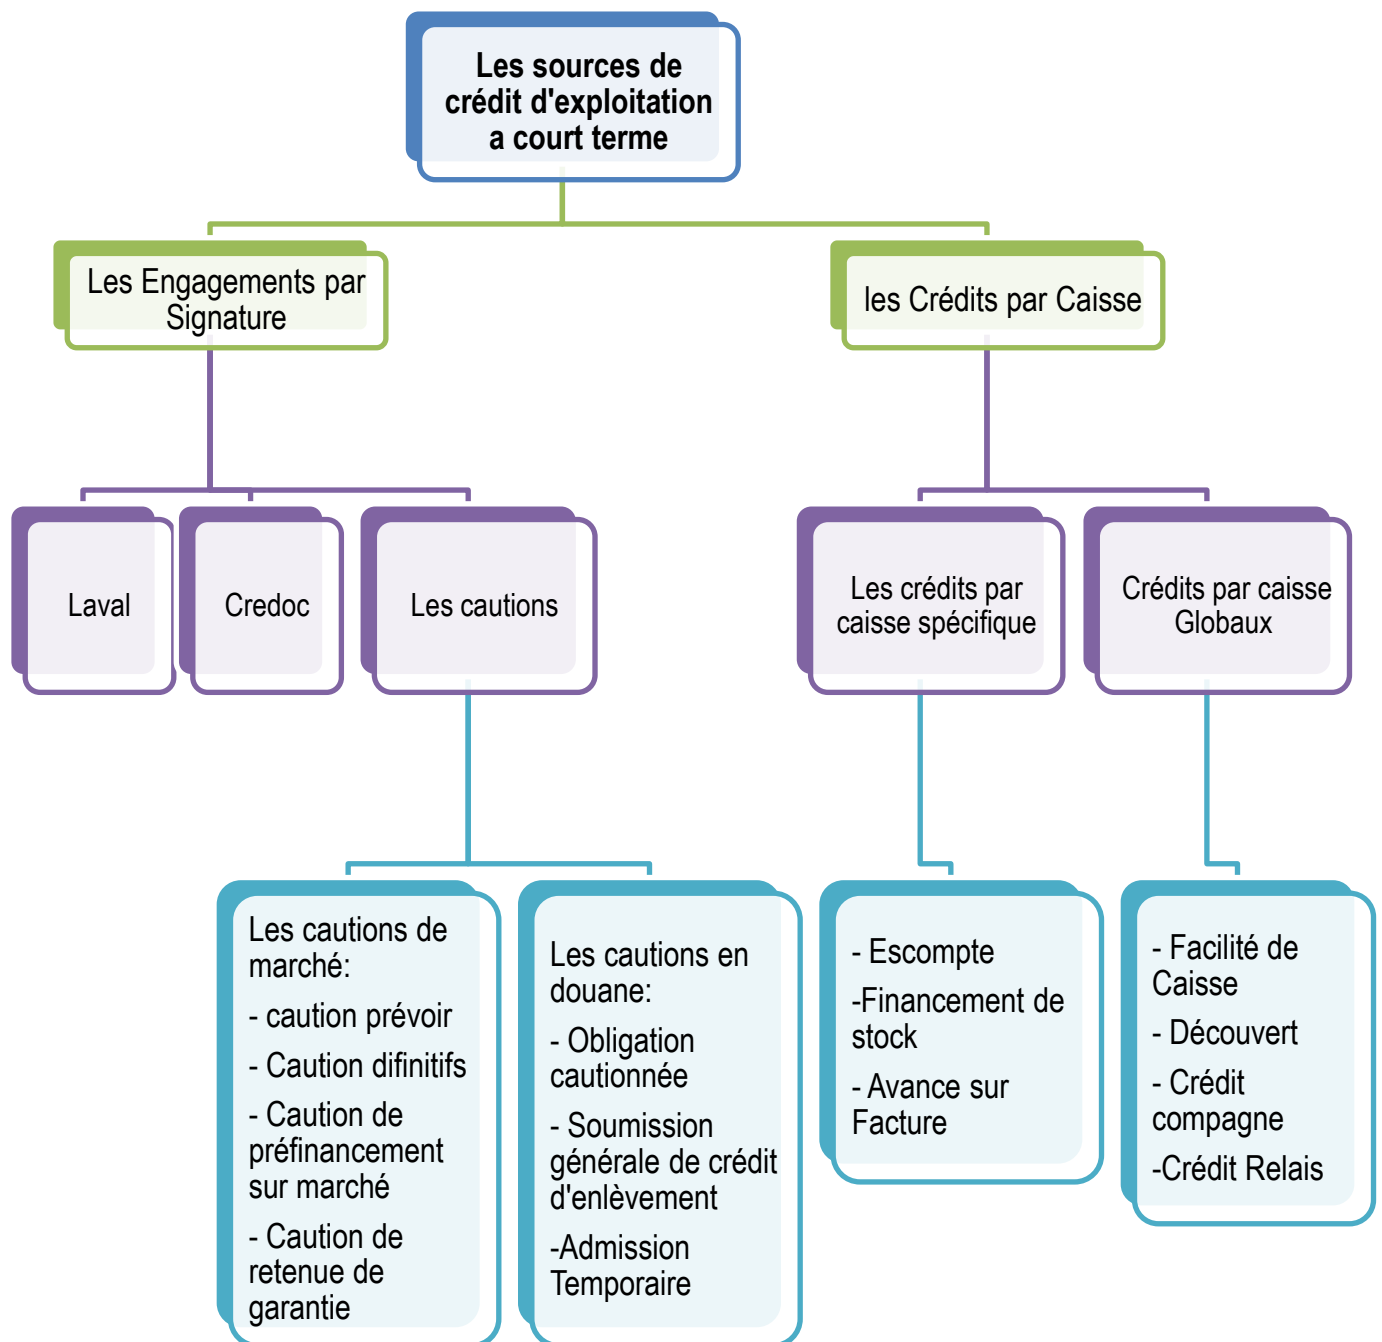 Les sources de
crédit d'exploitation
a court terme
Les Engagements par
Signature
les Crédits par Caisse
Laval
Credoc
Les cautions
Les crédits par
caisse spécifique
Crédits par caisse
Globaux
Les cautions de
marché:
- caution prévoir
- Caution difinitifs
- Caution de
préfinancement
sur marché
- Caution de
retenue de
garantie
Les cautions en
douane:
- Obligation
cautionnée
- Soumission
générale de crédit
d'enlèvement
-Admission
Temporaire
- Escompte
-Financement de
stock
- Avance sur
Facture
- Facilité de
Caisse
- Découvert
- Crédit
compagne
-Crédit Relais